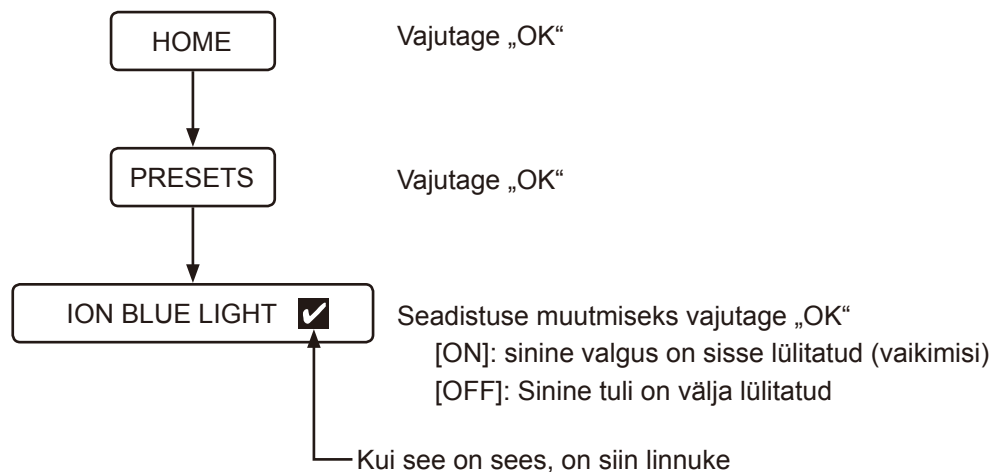 HOME
Vajutage „OK“
PRESETS
Vajutage „OK“
ION BLUE LIGHT ✔
Seadistuse muutmiseks vajutage „OK“
[ON]: sinine valgus on sisse lülitatud (vaikimisi)
[OFF]: Sinine tuli on välja lülitatud
Kui see on sees, on siin linnuke